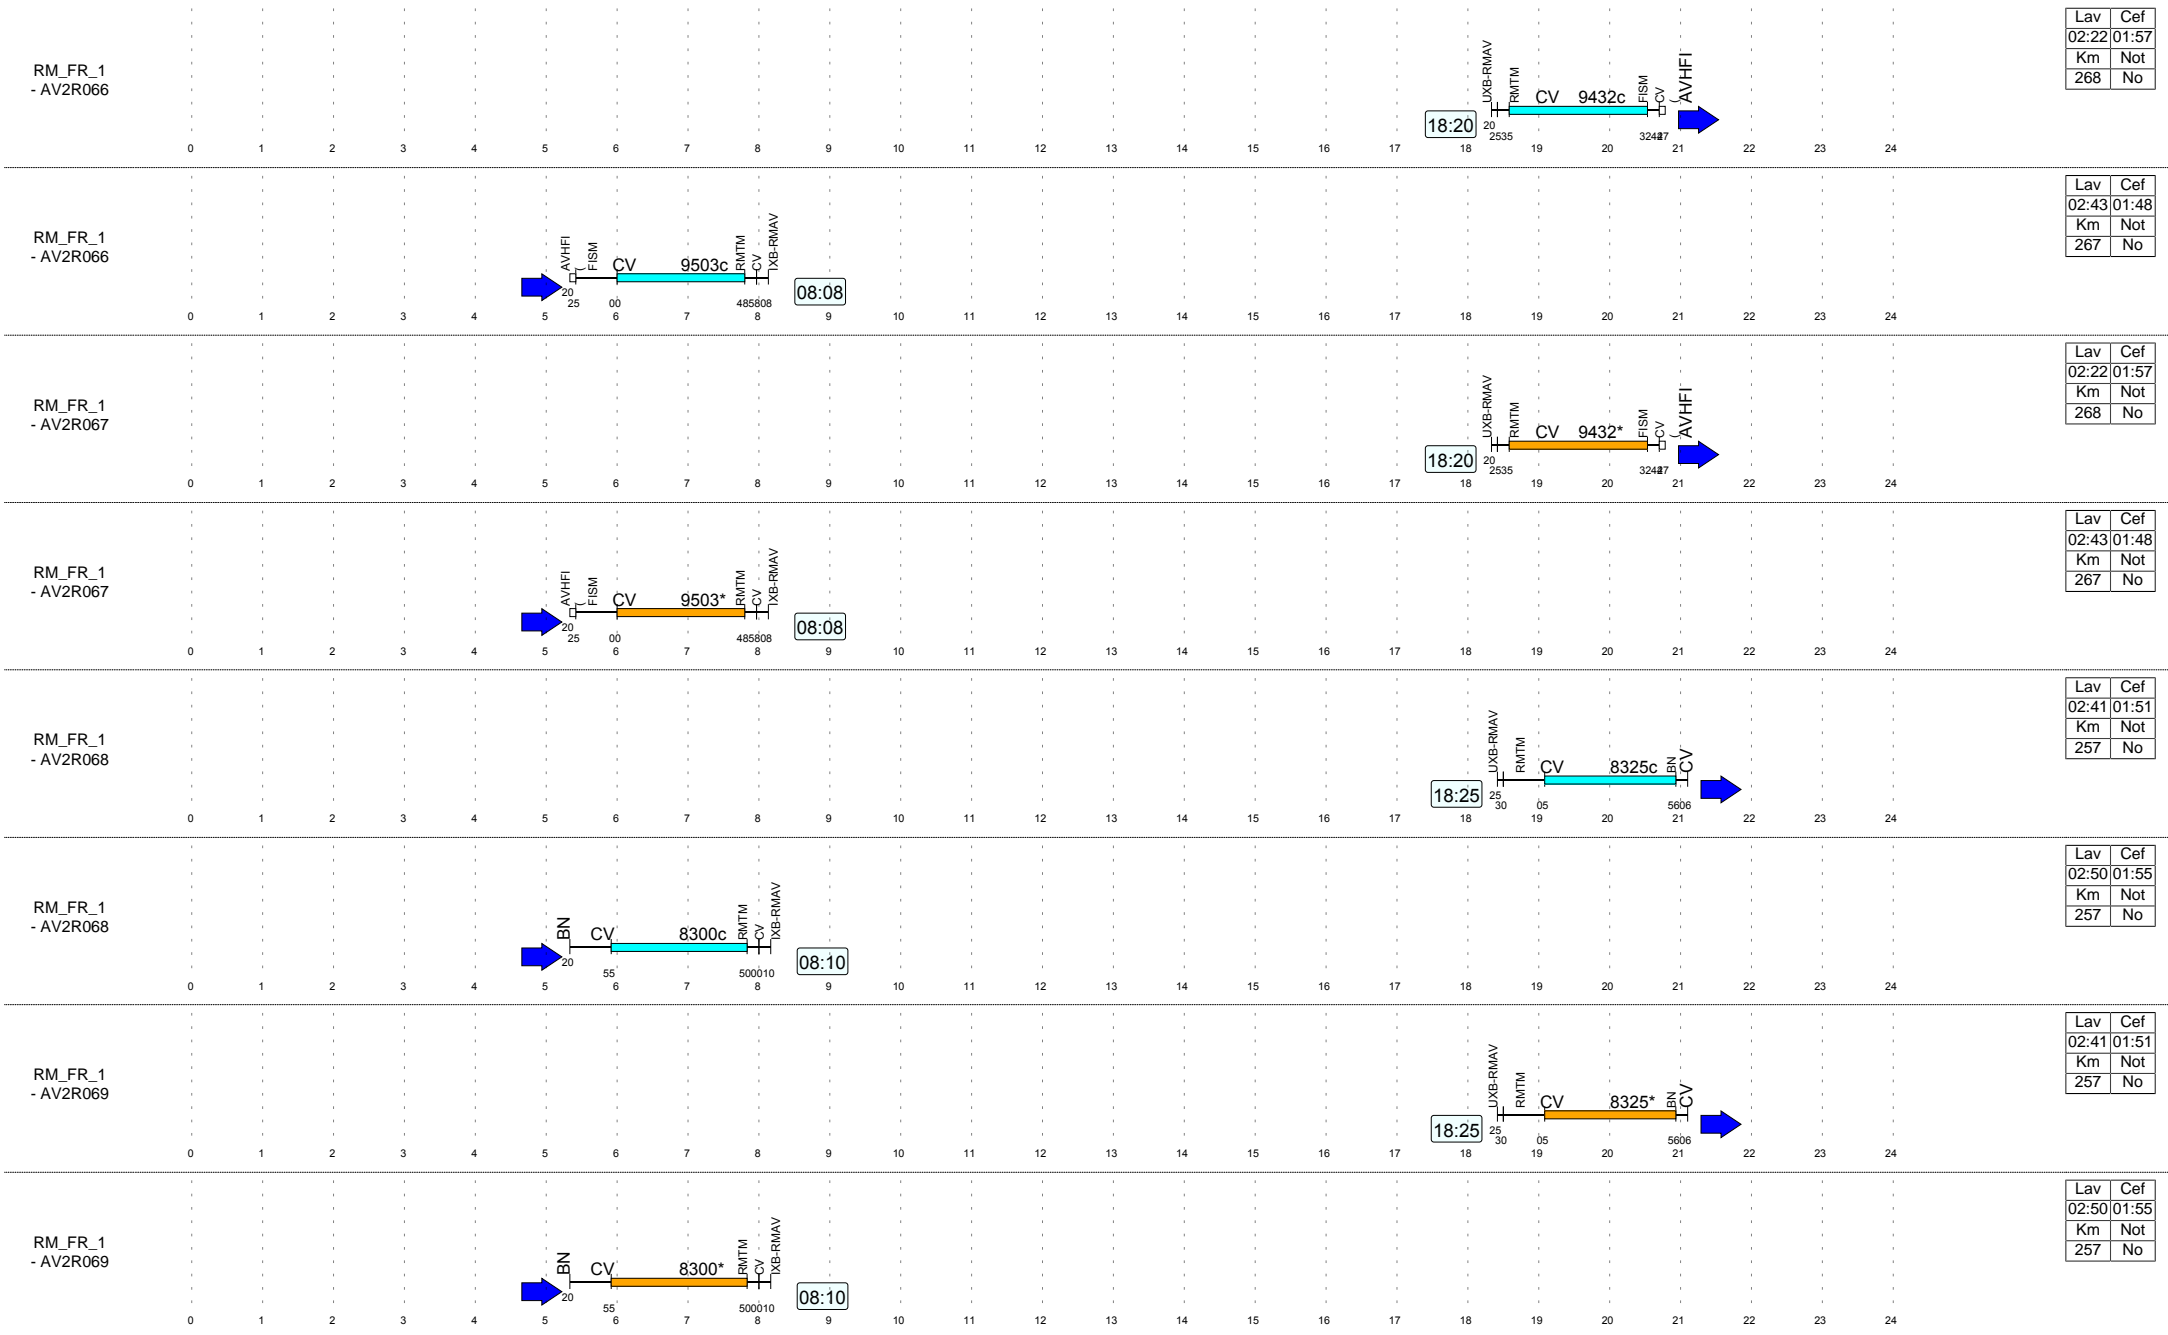 Lav Cef
02:22 01:57
Km Not
268 No
RM_FR_1
- AV2R066
UXB-RMAV RMTM CV 9432c FISM CV ( AVHFI
18:20 20
2535 32 47
0 1 2 3 4 5 6 7 8 9 10 11 12 13 14 15 16 17 18 19 20 21 22 23 24
Lav Cef
02:43 01:48
Km Not
267 No
RM_FR_1
- AV2R066
AVHFI ( FISM CV 9503c RMTM CV IXB-RMAV
20 08:08
25 00 485808
0 1 2 3 4 5 6 7 8 9 10 11 12 13 14 15 16 17 18 19 20 21 22 23 24
Lav Cef
02:22 01:57
Km Not
268 No
RM_FR_1
- AV2R067
UXB-RMAV RMTM CV 9432* FISM CV ( AVHFI
18:20 20
2535 32 47
0 1 2 3 4 5 6 7 8 9 10 11 12 13 14 15 16 17 18 19 20 21 22 23 24
Lav Cef
02:43 01:48
Km Not
267 No
RM_FR_1
- AV2R067
AVHFI ( FISM CV 9503* RMTM CV IXB-RMAV
20 08:08
25 00 485808
0 1 2 3 4 5 6 7 8 9 10 11 12 13 14 15 16 17 18 19 20 21 22 23 24
Lav Cef
02:41 01:51
Km Not
257 No
RM_FR_1
- AV2R068
UXB-RMAV RMTM CV 8325c BN CV
18:25 25
30 05 5606
0 1 2 3 4 5 6 7 8 9 10 11 12 13 14 15 16 17 18 19 20 21 22 23 24
Lav Cef
02:50 01:55
Km Not
257 No
RM_FR_1
- AV2R068
BN CV 8300c RMTM CV IXB-RMAV
20 08:10
55 500010
0 1 2 3 4 5 6 7 8 9 10 11 12 13 14 15 16 17 18 19 20 21 22 23 24
Lav Cef
02:41 01:51
Km Not
257 No
RM_FR_1
- AV2R069
UXB-RMAV RMTM CV 8325* BN CV
18:25 25
30 05 5606
0 1 2 3 4 5 6 7 8 9 10 11 12 13 14 15 16 17 18 19 20 21 22 23 24
Lav Cef
02:50 01:55
Km Not
257 No
RM_FR_1
- AV2R069
BN CV 8300* RMTM CV IXB-RMAV
20 08:10
55 500010
0 1 2 3 4 5 6 7 8 9 10 11 12 13 14 15 16 17 18 19 20 21 22 23 24